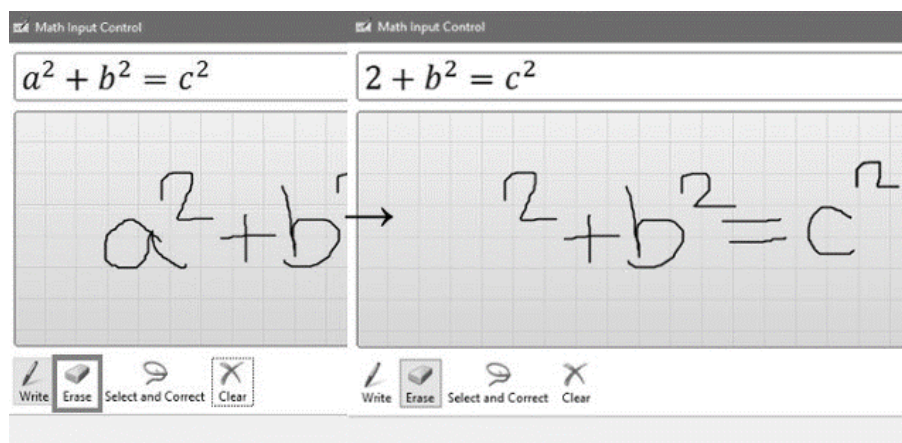 Math Input Control
a² + b² = c²
a² + b
Write Erase Select and Correct Clear
Math Input Control
2 + b² = c²
² + b² = c²
Write Erase Select and Correct Clear